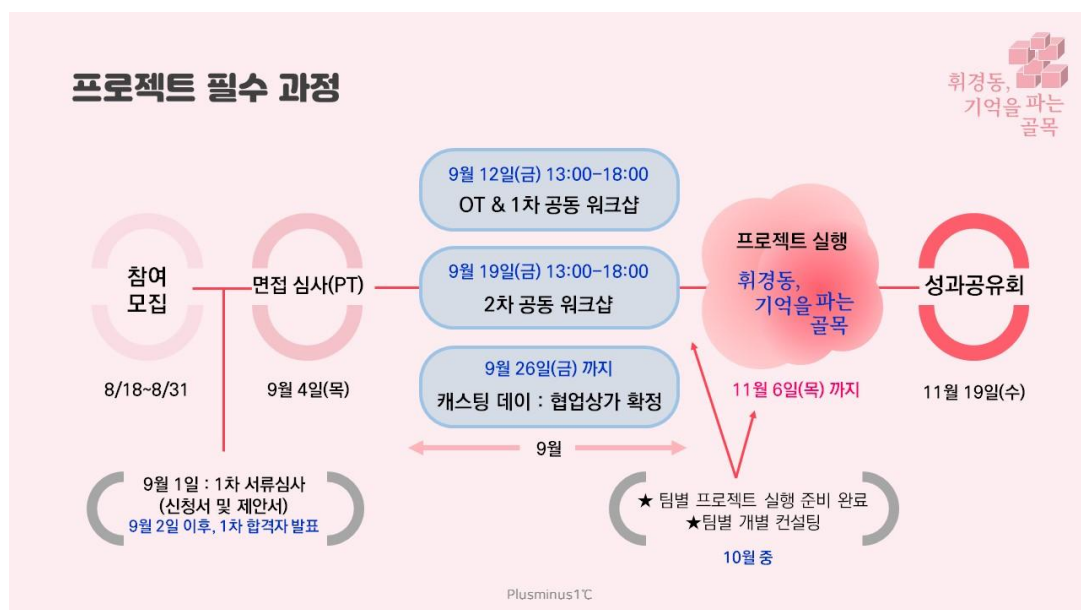 프로젝트 필수 과정
휘경동,
기억을 파는
골목
참여
모집
8/18~8/31
면접 심사(PT)
9월 4일(목)
9월 12일(금) 13:00-18:00
OT & 1차 공동 워크샵
9월 19일(금) 13:00-18:00
2차 공동 워크샵
9월 26일(금) 까지
캐스팅 데이 : 협업상가 확정
9월
프로젝트 실행
휘경동,
기억을 파는
골목
11월 6일(목) 까지
성과공유회
11월 19일(수)
9월 1일 : 1차 서류심사
(신청서 및 제안서)
9월 2일 이후, 1차 합격자 발표
★ 팀별 프로젝트 실행 준비 완료
★팀별 개별 컨설팅
10월 중
Plusminus1℃